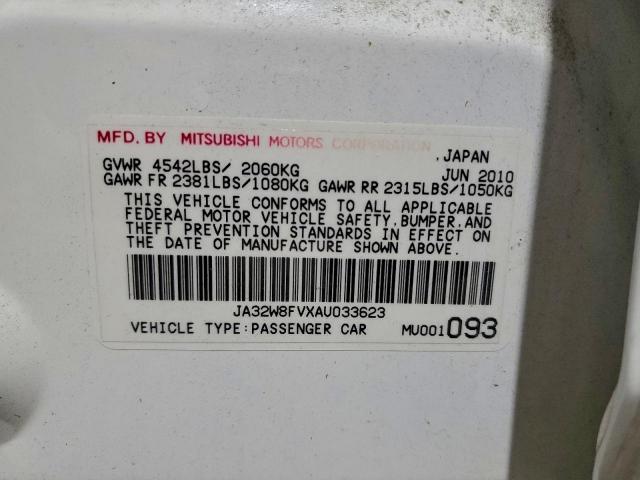 MFD. BY MITSUBISHI MOTORS CORPORATION
, JAPAN
GVWR 4542LBS/ 2060KG JUN 2010
GAWR FR 2381LBS/1080KG GAWR RR 2315LBS/1050KG
THIS VEHICLE CONFORMS TO ALL APPLICABLE
FEDERAL MOTOR VEHICLE SAFETY, BUMPER, AND
THEFT PREVENTION STANDARDS IN EFFECT ON
THE DATE OF MANUFACTURE SHOWN ABOVE.
JA32W8FVXAU033623
VEHICLE TYPE:PASSENGER CAR MU001093